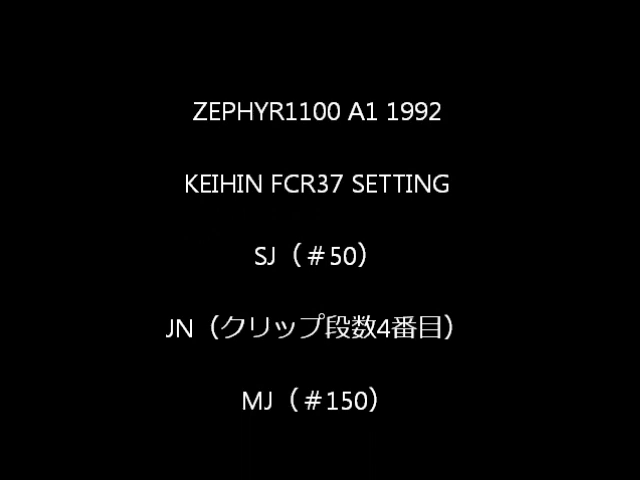 ZEPHYR1100 A1 1992
KEIHIN FCR37 SETTING
SJ（＃50）
JN（クリップ段数4番目）
MJ（＃150）